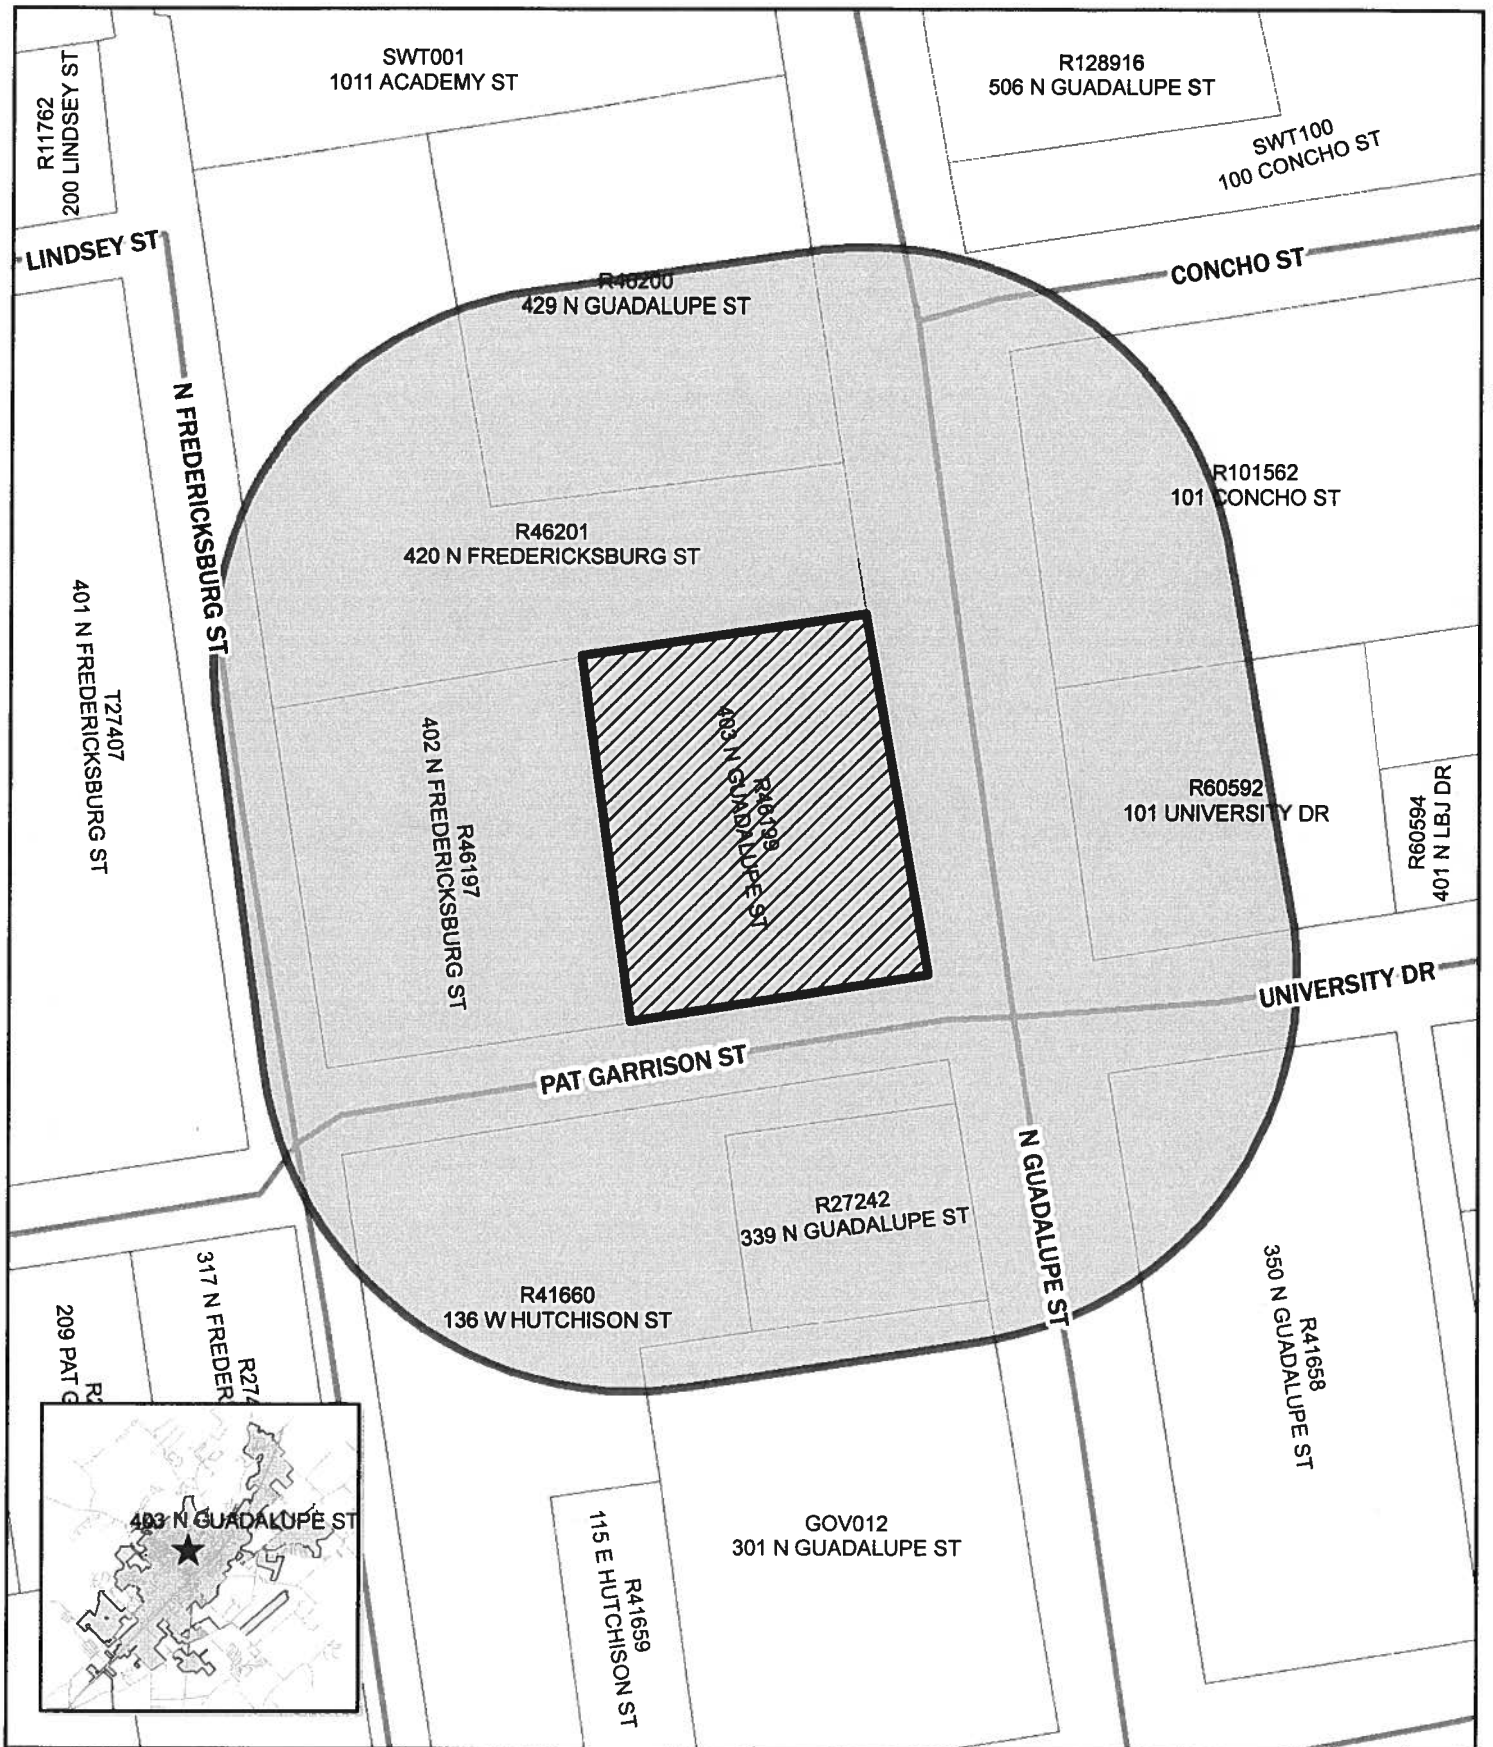 SWT001
1011 ACADEMY ST
R128916
506 N GUADALUPE ST
R11762
200 LINDSEY ST
SWT100
100 CONCHO ST
LINDSEY ST
CONCHO ST
R46200
429 N GUADALUPE ST
N FREDERICKSBURG ST
R101562
101 CONCHO ST
R46201
420 N FREDERICKSBURG ST
T27407
401 N FREDERICKSBURG ST
R46197
402 N FREDERICKSBURG ST
R46199
403 N GUADALUPE ST
R60592
101 UNIVERSITY DR
R60594
401 N LBJ DR
UNIVERSITY DR
PAT GARRISON ST
N GUADALUPE ST
R27242
339 N GUADALUPE ST
R41660
136 W HUTCHISON ST
R41658
350 N GUADALUPE ST
R274
317 N FREDER
209 PAT G
403 N GUADALUPE ST
GOV012
301 N GUADALUPE ST
R41659
115 E HUTCHISON ST